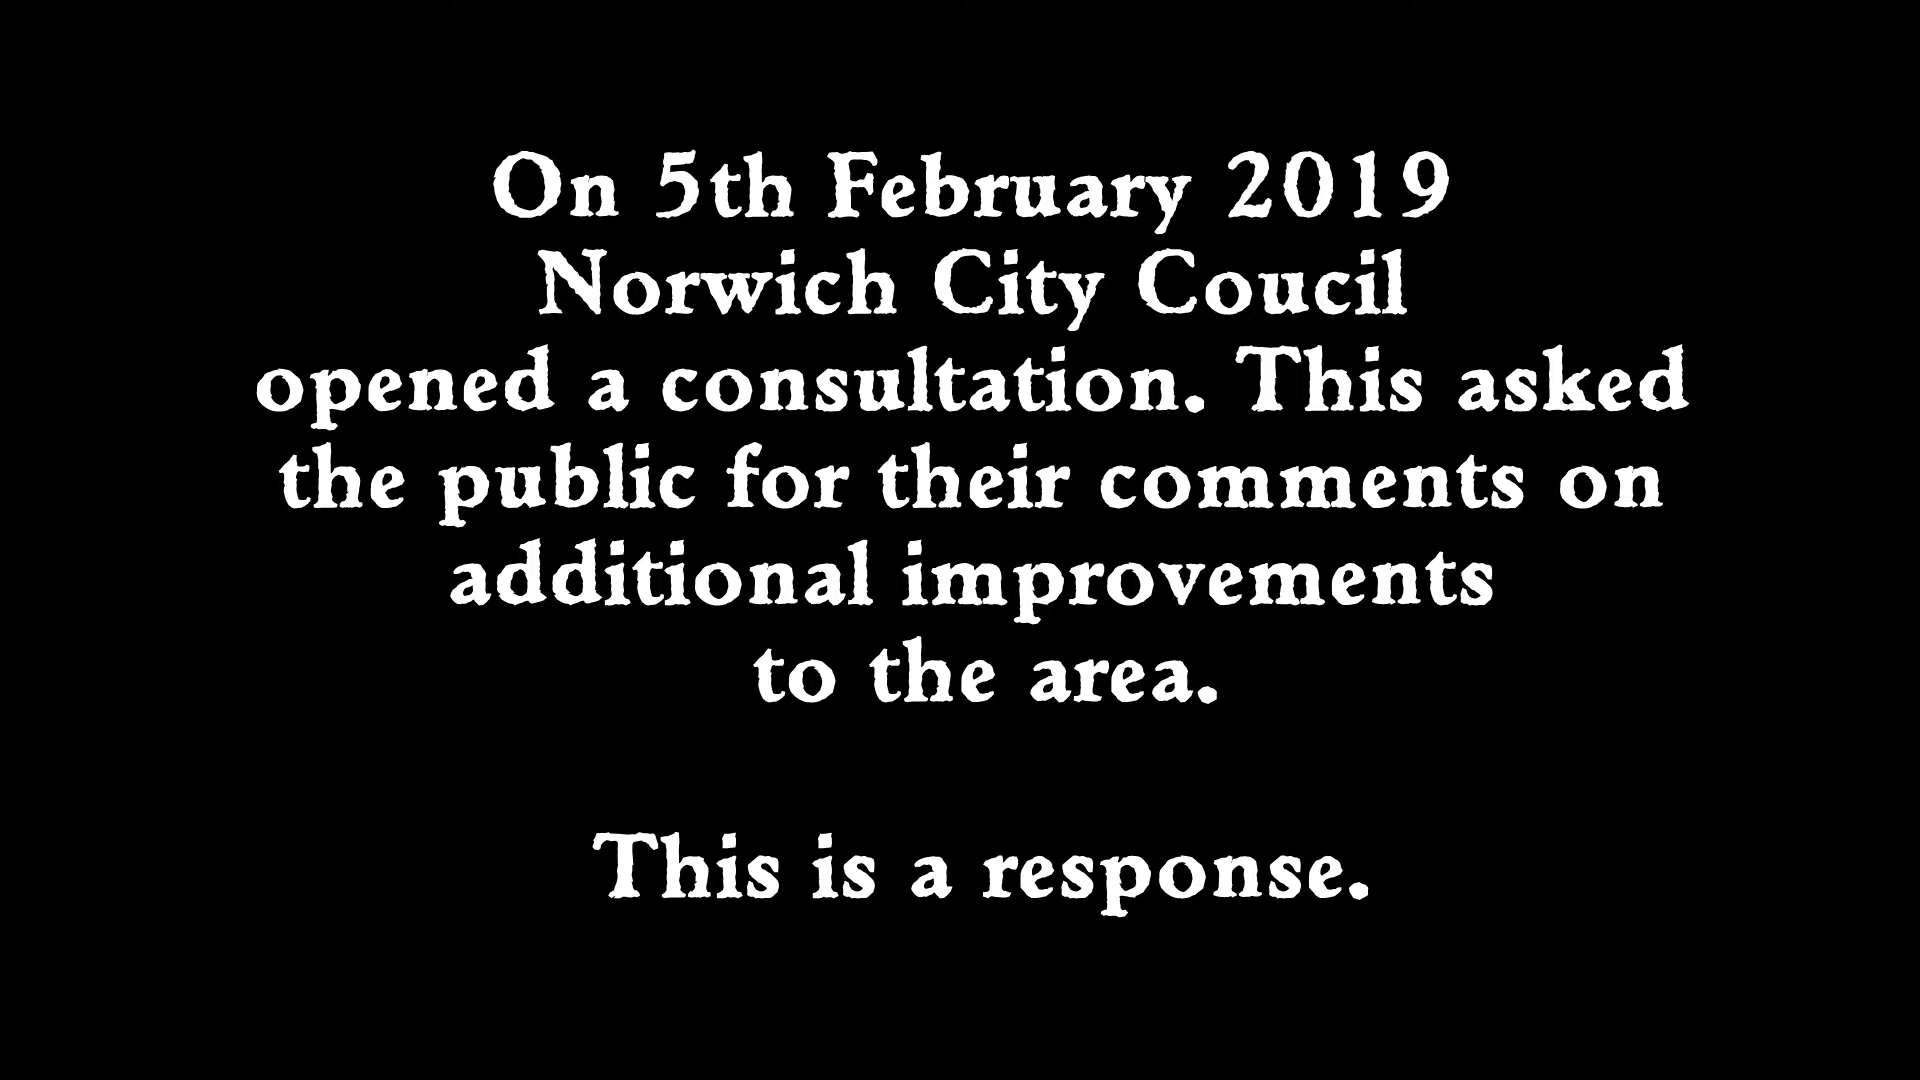 On 5th February 2019
Norwich City Coucil
opened a consultation. This asked
the public for their comments on
additional improvements
to the area.
This is a response.